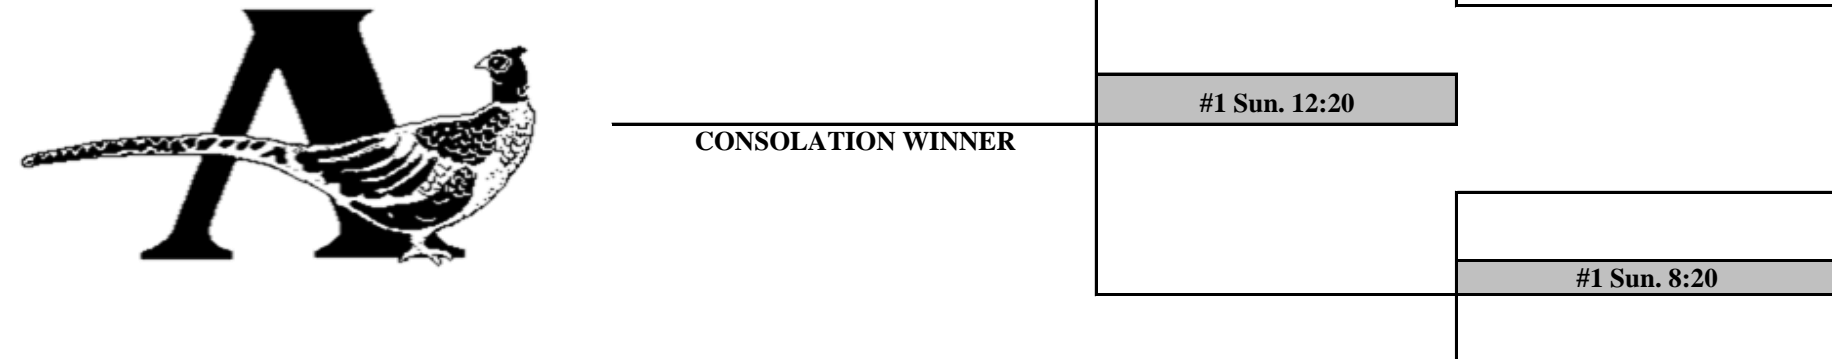 A
#1 Sun. 12:20
CONSOLATION WINNER
#1 Sun. 8:20